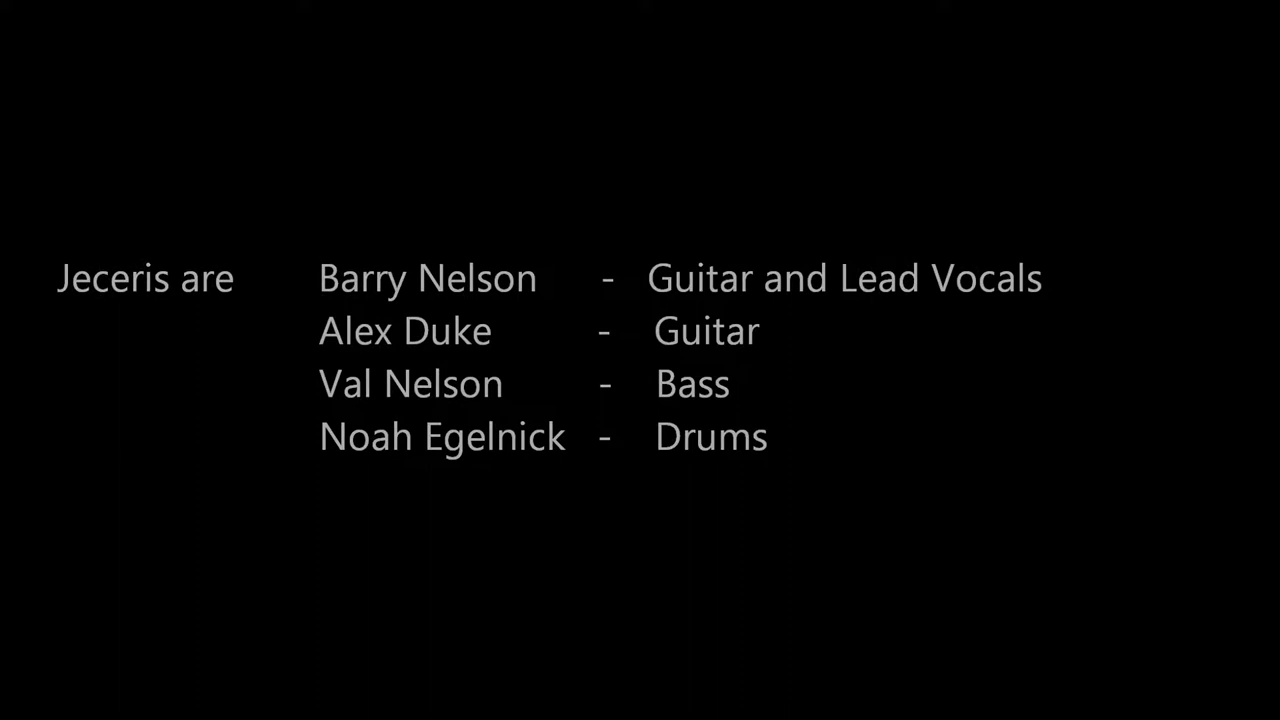 Jeceris are Barry Nelson - Guitar and Lead Vocals
Alex Duke - Guitar
Val Nelson - Bass
Noah Egelnick - Drums